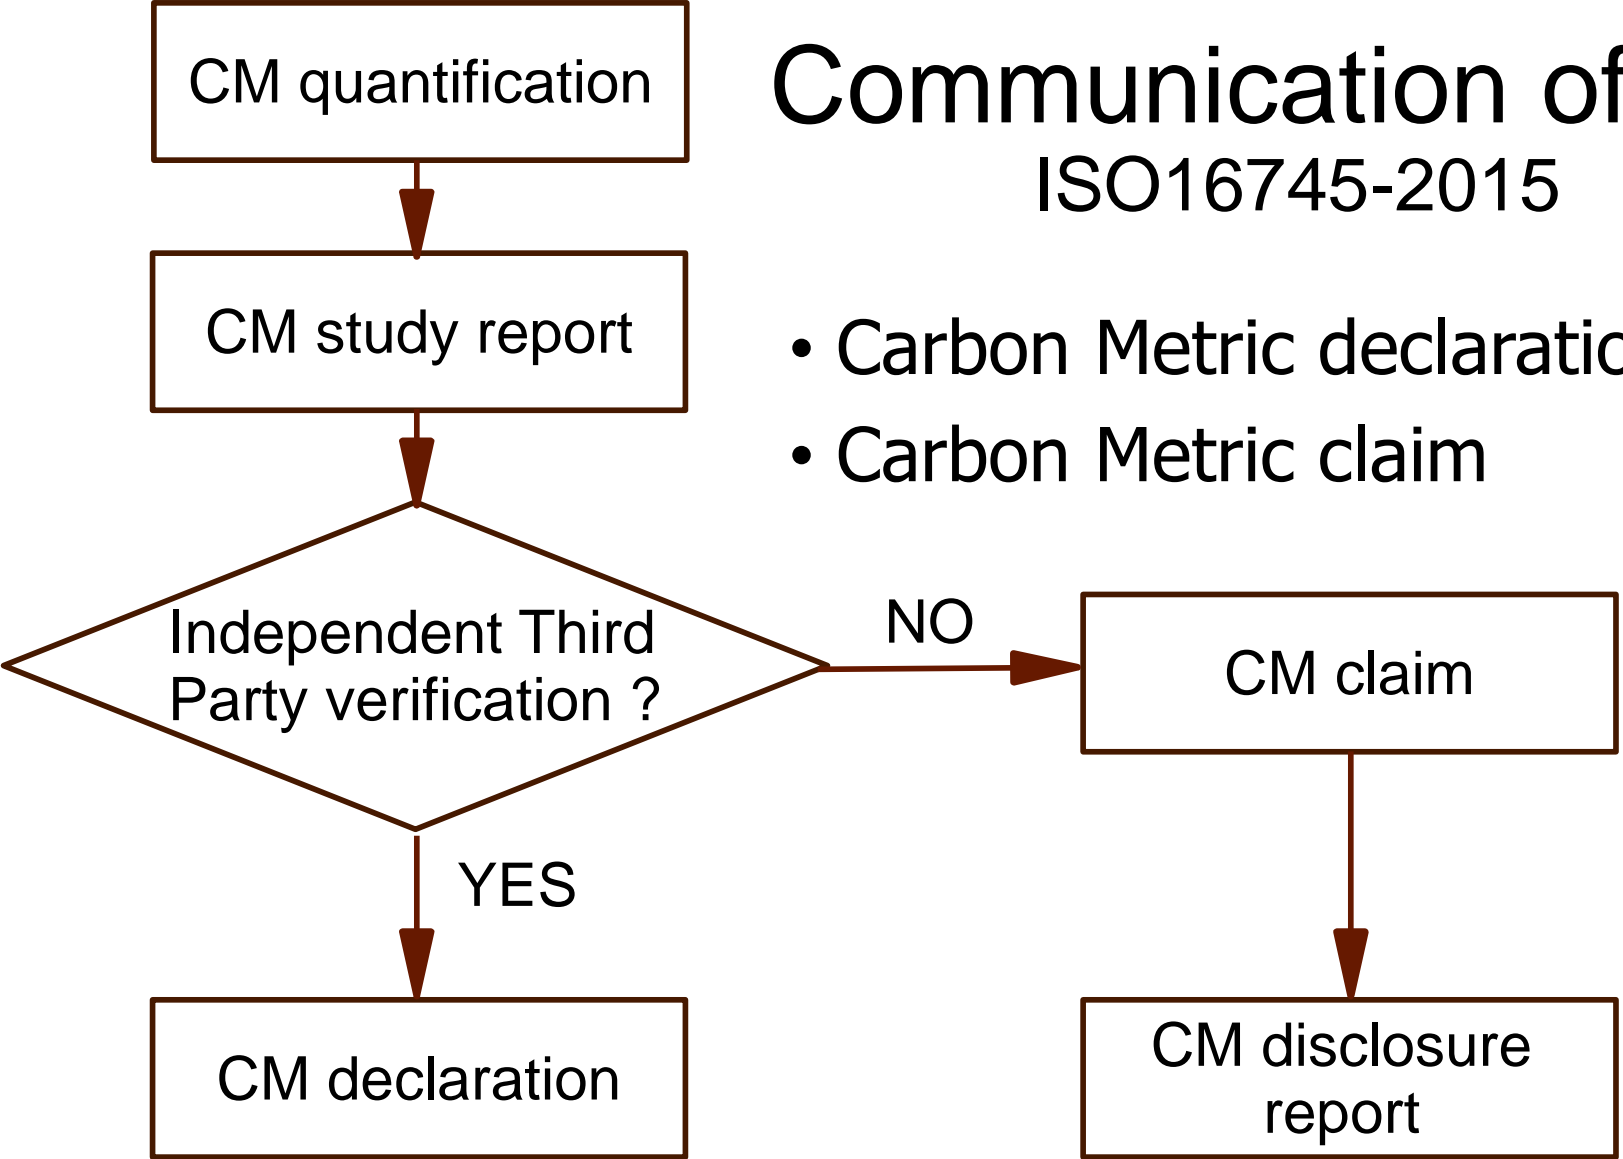 CM quantification
Communication of
ISO16745-2015
CM study report
• Carbon Metric declaratio
• Carbon Metric claim
Independent Third
Party verification ?
NO
CM claim
YES
CM declaration
CM disclosure
report